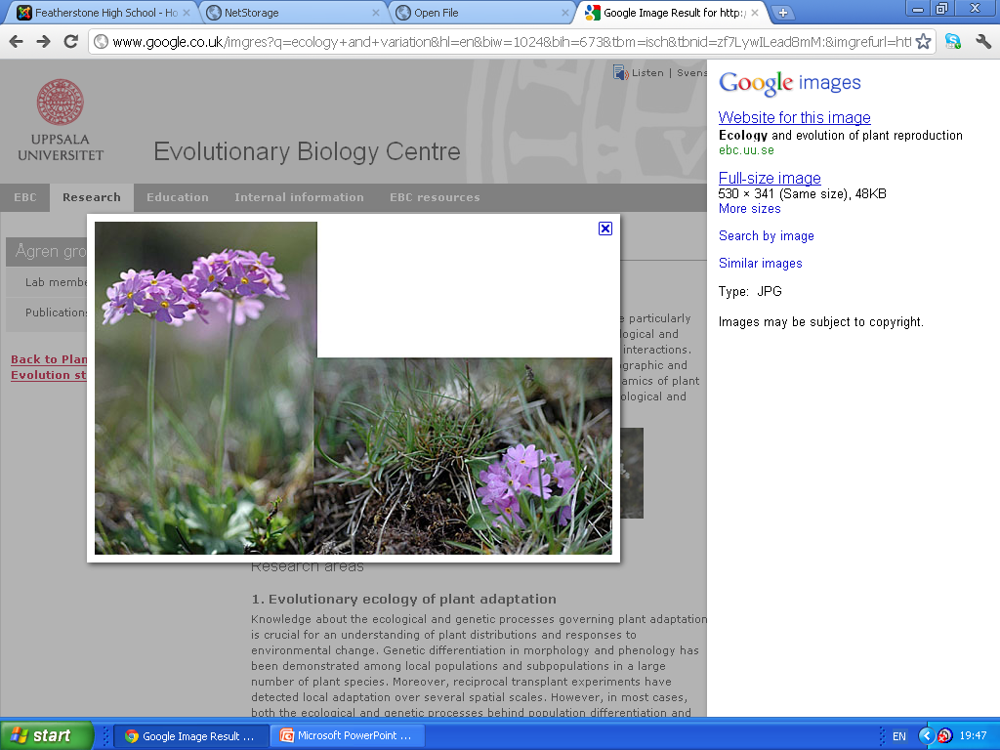 Featherstone High School - Ho
NetStorage
Open File
Google Image Result for http:/
www.google.co.uk/imgres?q=ecology+and+variation&hl=en&biw=1024&bih=673&tbm=isch&tbnid=zf7LywILead8mM:&imgrefurl=htt
Listen | Svens
UPPSALA
UNIVERSITET
Evolutionary Biology Centre
EBC Research Education Internal information EBC resources
Ågren gro
Lab membe
Publications
Back to Plan
Evolution st
e particularly
logical and
interactions.
ographic and
amics of plant
ological and
Research areas
1. Evolutionary ecology of plant adaptation
Knowledge about the ecological and genetic processes governing plant adaptation
is crucial for an understanding of plant distributions and responses to
environmental change. Genetic differentiation in morphology and phenology has
been demonstrated among local populations and subpopulations in a large
number of plant species. Moreover, reciprocal transplant experiments have
detected local adaptation over several spatial scales. However, in most cases,
both the ecological and genetic processes behind population differentiation and
Google images
Website for this image
Ecology and evolution of plant reproduction
ebc.uu.se
Full-size image
530 × 341 (Same size), 48KB
More sizes
Search by image
Similar images
Type: JPG
Images may be subject to copyright.
start
Google Image Result ...
Microsoft PowerPoint ...
EN
19:47